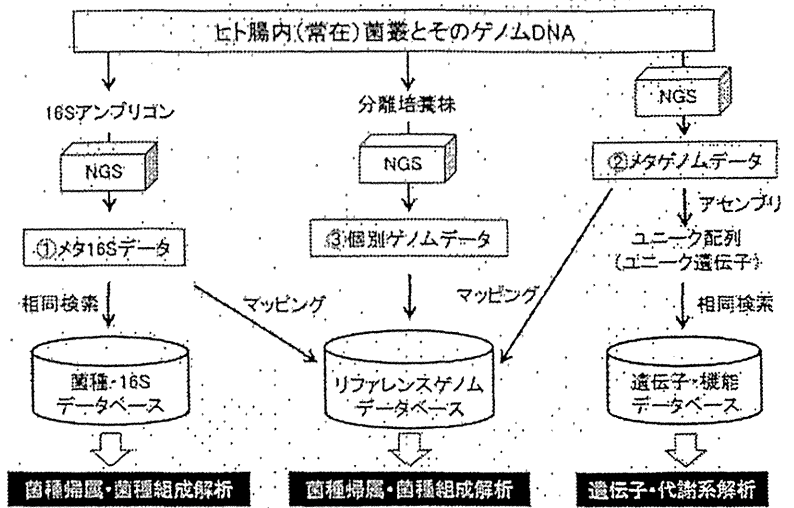 ヒト腸内(常在)菌叢とそのゲノムDNA
16Sアンプリゴン
NGS
①メタ16Sデータ
相同検索
マッピング
菌種・16S
データベース
菌種帰属・菌種組成解析
分離培養株
NGS
③個別ゲノムデータ
マッピング
リファレンスゲノム
データベース
菌種帰属・菌種組成解析
NGS
②メタゲノムデータ
アセンブリ
ユニーク配列
(ユニーク遺伝子)
相同検索
遺伝子・機能
データベース
遺伝子・代謝系解析